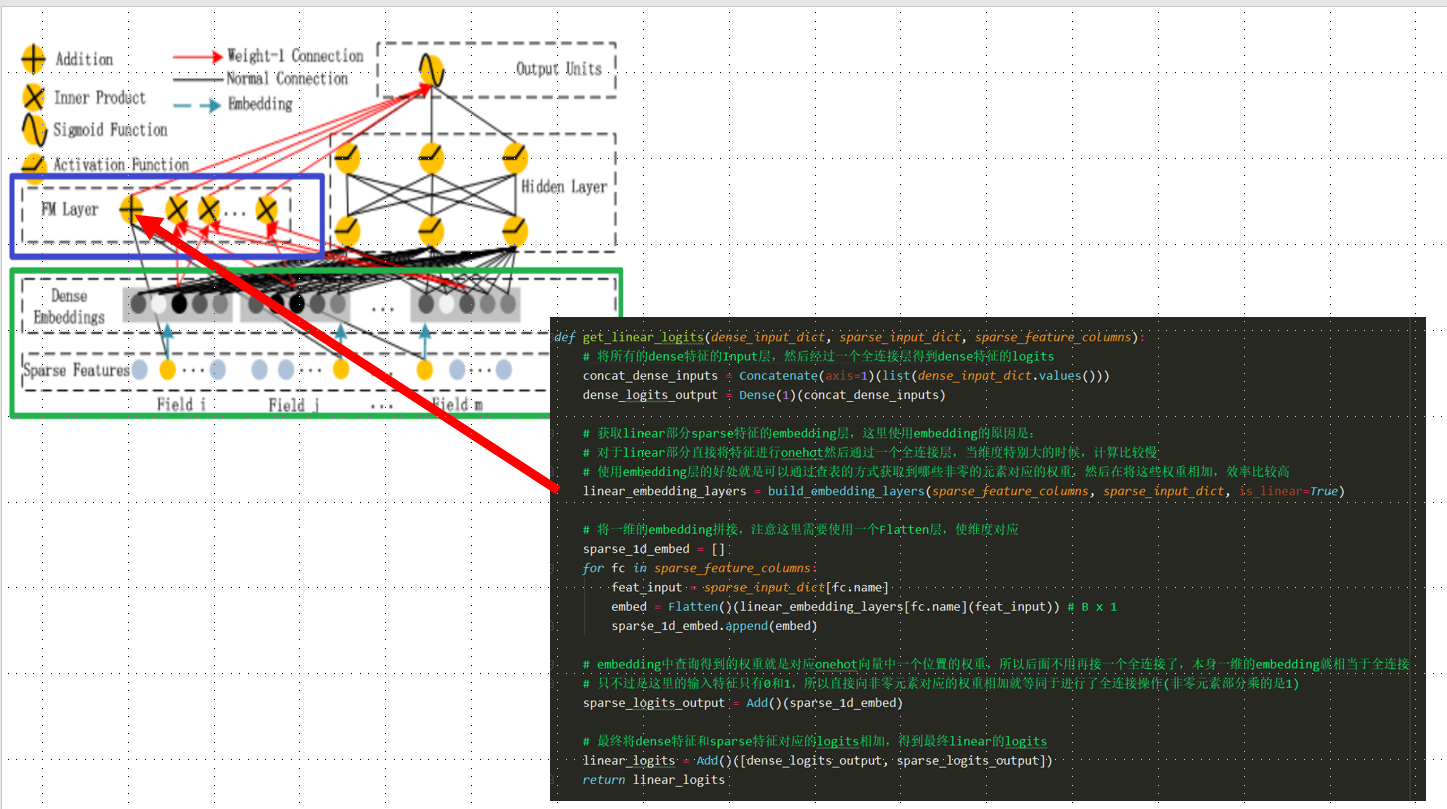 Addition
Weight-1 Connection
Normal Connection
Output Units
Inner Product
Embedding
Sigmoid Function
Activation Function
Hidden Layer
FM Layer
...
Dense
Embeddings
...
Sparse Features
...
...
...
Field i
Field j
...
Field m
def get_linear_logits(dense_input_dict, sparse_input_dict, sparse_feature_columns):
# 将所有的dense特征的Input层，然后经过一个全连接层得到dense特征的logits
concat_dense_inputs = Concatenate(axis=1)(list(dense_input_dict.values()))
dense_logits_output = Dense(1)(concat_dense_inputs)
# 获取linear部分sparse特征的embedding层，这里使用embedding的原因是：
# 对于linear部分直接将特征进行onehot然后通过一个全连接层，当维度特别大的时候，计算比较慢
# 使用embedding层的好处就是可以通过查表的方式获取到哪些非零的元素对应的权重，然后在将这些权重相加，效率比较高
linear_embedding_layers = build_embedding_layers(sparse_feature_columns, sparse_input_dict, is_linear=True)
# 将一维的embedding拼接，注意这里需要使用一个Flatten层，使维度对应
sparse_1d_embed = []
for fc in sparse_feature_columns:
feat_input = sparse_input_dict[fc.name]
embed = Flatten()(linear_embedding_layers[fc.name](feat_input)) # B x 1
sparse_1d_embed.append(embed)
# embedding中查询得到的权重就是对应onehot向量中一个位置的权重，所以后面不用再接一个全连接了，本身一维的embedding就相当于全连接
# 只不过是这里的输入特征只有0和1，所以直接向非零元素对应的权重相加就等同于进行了全连接操作(非零元素部分乘的是1)
sparse_logits_output = Add()(sparse_1d_embed)
# 最终将dense特征和sparse特征对应的logits相加，得到最终linear的logits
linear_logits = Add()([dense_logits_output, sparse_logits_output])
return linear_logits